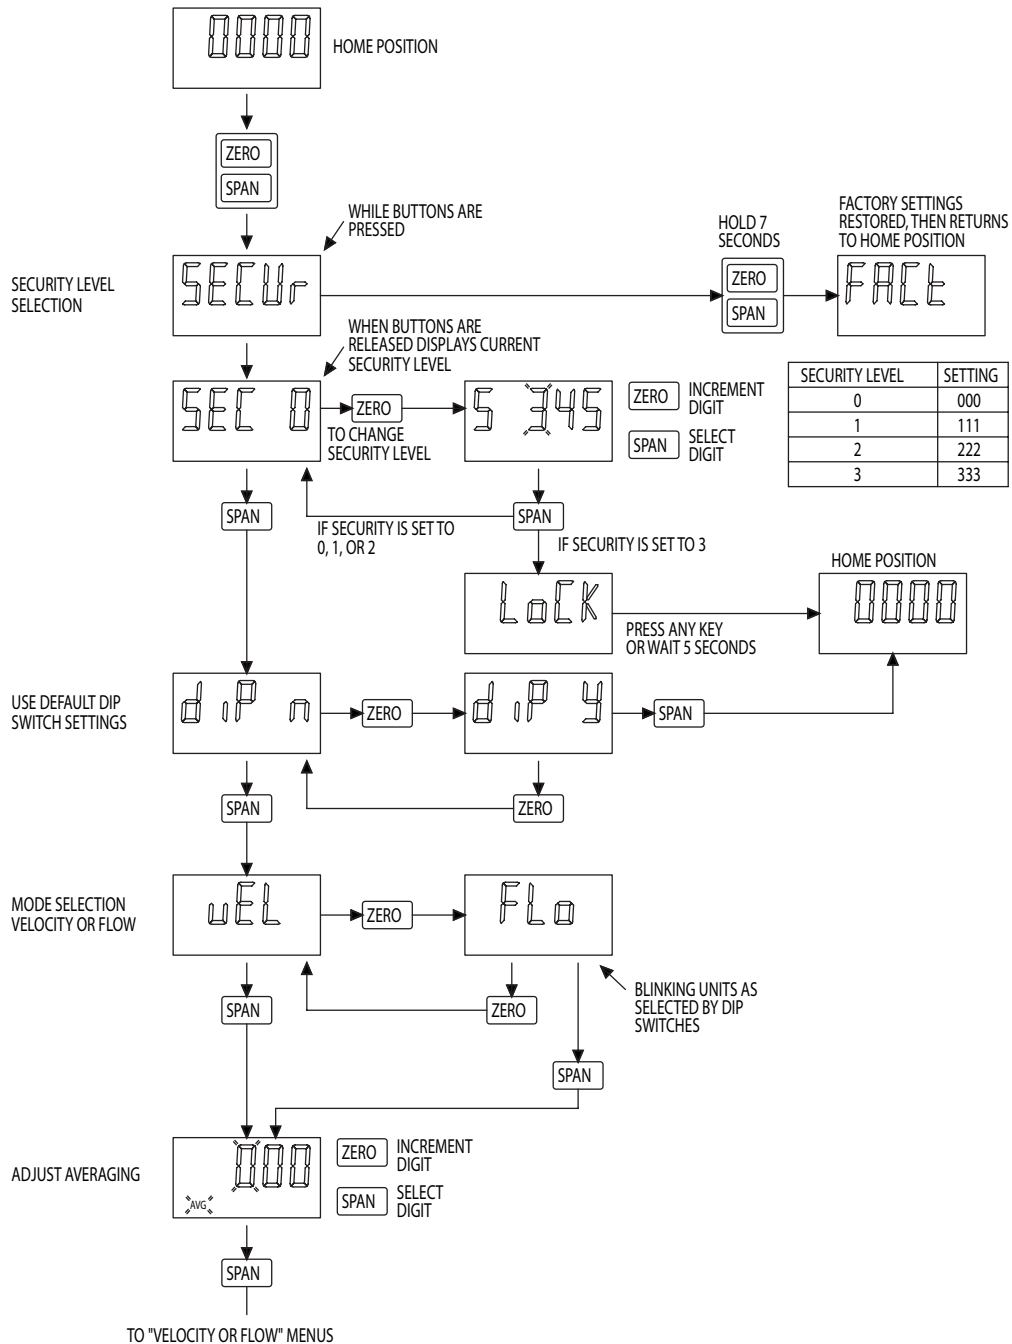 0000
HOME POSITION
ZERO
SPAN
WHILE BUTTONS ARE
PRESSED
SECURITY LEVEL
SELECTION
SECUr
HOLD 7
SECONDS
ZERO
SPAN
FACTORY SETTINGS
RESTORED, THEN RETURNS
TO HOME POSITION
FACt
WHEN BUTTONS ARE
RELEASED DISPLAYS CURRENT
SECURITY LEVEL
SEC 0
ZERO
TO CHANGE
SECURITY LEVEL
S 345
ZERO INCREMENT
DIGIT
SPAN SELECT
DIGIT
SECURITY LEVEL SETTING
0 000
1 111
2 222
3 333
SPAN
IF SECURITY IS SET TO
0, 1, OR 2
SPAN
IF SECURITY IS SET TO 3
LoCK
PRESS ANY KEY
OR WAIT 5 SECONDS
HOME POSITION
0000
USE DEFAULT DIP
SWITCH SETTINGS
diP n
ZERO
diP y
SPAN
SPAN
ZERO
MODE SELECTION
VELOCITY OR FLOW
uEL
ZERO
FLo
BLINKING UNITS AS
SELECTED BY DIP
SWITCHES
SPAN
ZERO
SPAN
ADJUST AVERAGING
000
AVG
ZERO INCREMENT
DIGIT
SPAN SELECT
DIGIT
SPAN
TO "VELOCITY OR FLOW" MENUS